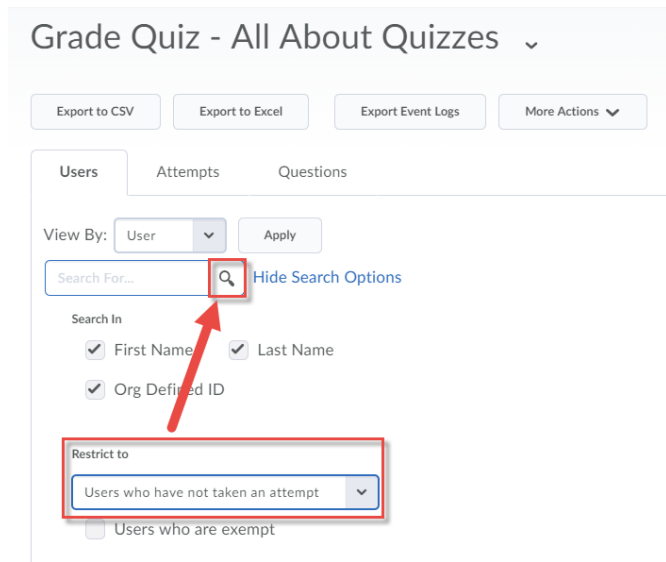 Grade Quiz - All About Quizzes
Export to CSV Export to Excel Export Event Logs More Actions
Users Attempts Questions
View By: User Apply
Search For... Hide Search Options
Search In
First Name Last Name
Org Defined ID
Restrict to
Users who have not taken an attempt
Users who are exempt